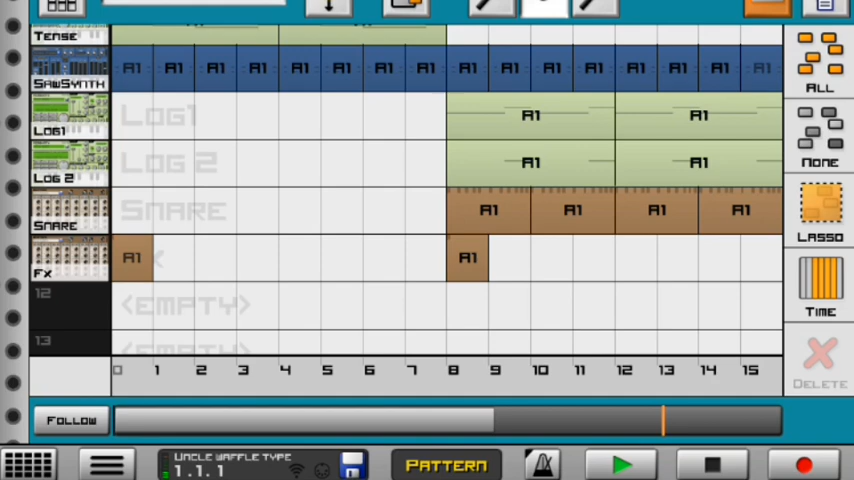 Tense
SawSynth A1 A1 A1 A1 A1 A1 A1 A1 A1 A1 A1 A1 A1 A1 A1 A1
All
Log1 Log1 A1 A1
None
Log 2 Log 2 A1 A1
Snare Snare A1 A1 A1 A1
Lasso
Fx A1 x A1
12 <empty>
Time
13 <empty>
0 1 2 3 4 5 6 7 8 9 10 11 12 13 14 15
Delete
Follow
Uncle waffle type
1.1.1
Pattern